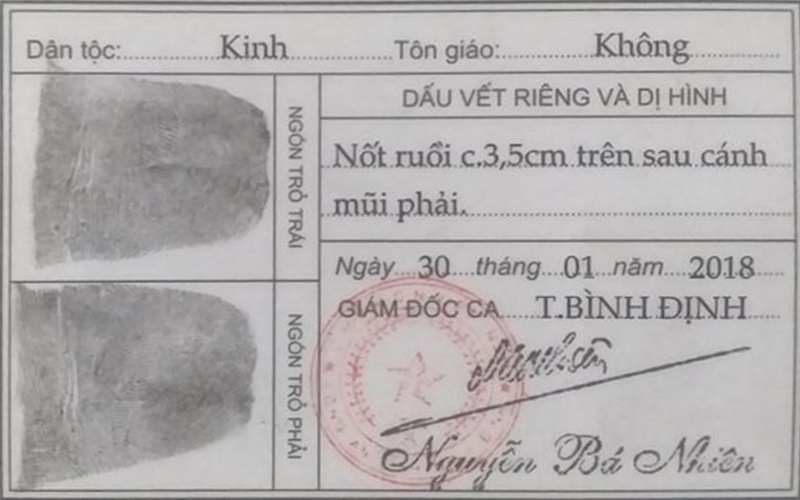 Dân tộc: Kinh Tôn giáo: Không
NGÓN TRỎ TRÁI
DẤU VẾT RIÊNG VÀ DỊ HÌNH
Nốt ruồi c.3,5cm trên sau cánh
mũi phải.
Ngày 30 tháng 01 năm 2018
GIÁM ĐỐC CA T.BÌNH ĐỊNH
NGÓN TRỎ PHẢI
Nguyễn Bá Nhiên